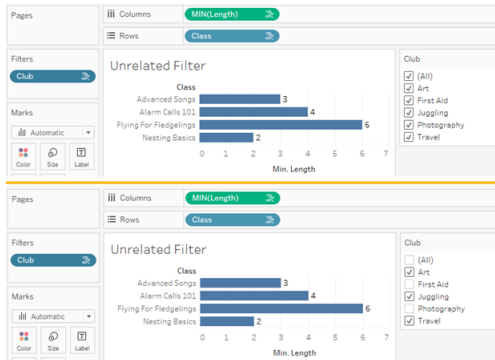 Pages
Columns
MIN(Length)
Rows
Class
Filters
Club
Marks
Automatic
Color
Size
Label
Unrelated Filter
Class
Advanced Songs
3
Alarm Calls 101
4
Flying For Fledgelings
6
Nesting Basics
2
0 1 2 3 4 5 6 7
Min. Length
Club
(All)
Art
First Aid
Juggling
Photography
Travel
Pages
Columns
MIN(Length)
Rows
Class
Filters
Club
Marks
Automatic
Color
Size
Label
Unrelated Filter
Class
Advanced Songs
3
Alarm Calls 101
4
Flying For Fledgelings
6
Nesting Basics
2
0 1 2 3 4 5 6 7
Min. Length
Club
(All)
Art
First Aid
Juggling
Photography
Travel